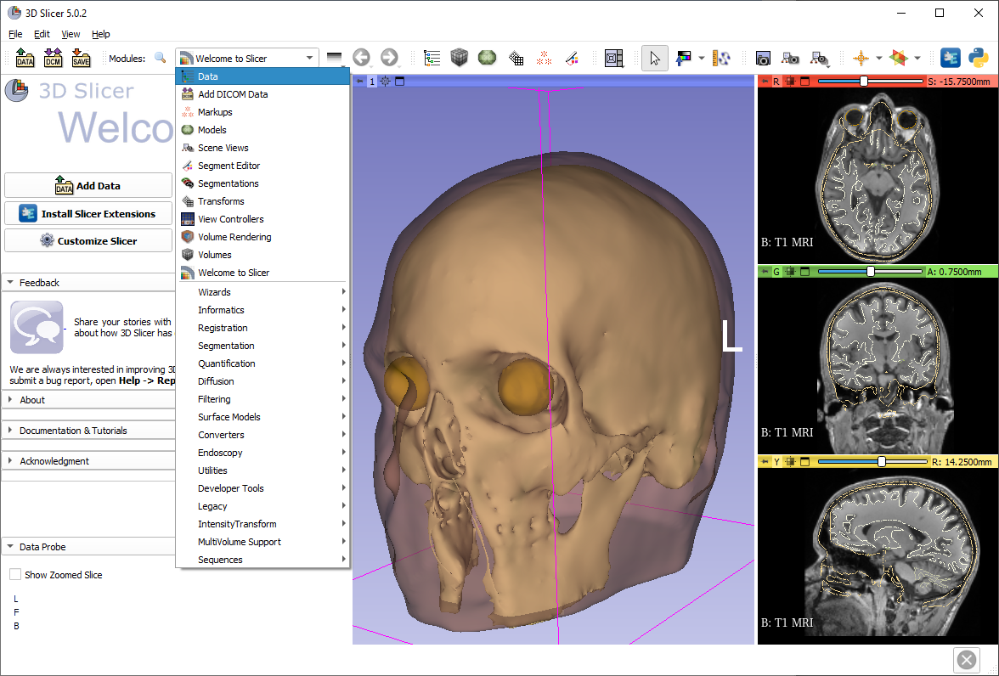 3D Slicer 5.0.2
File Edit View Help
DATA DCM SAVE Modules: Welcome to Slicer
3D Slicer
Welco
Add Data
Install Slicer Extensions
Customize Slicer
Feedback
Share your stories with
about how 3D Slicer has
We are always interested in improving 3D
submit a bug report, open Help -> Rep
About
Documentation & Tutorials
Acknowledgment
Data Probe
Show Zoomed Slice
L
F
B
Data
Add DICOM Data
Markups
Models
Scene Views
Segment Editor
Segmentations
Transforms
View Controllers
Volume Rendering
Volumes
Welcome to Slicer
Wizards
Informatics
Registration
Segmentation
Quantification
Diffusion
Filtering
Surface Models
Converters
Endoscopy
Utilities
Developer Tools
Legacy
IntensityTransform
MultiVolume Support
Sequences
1
L
R S: -15.7500mm
B: T1 MRI
G A: 0.7500mm
B: T1 MRI
Y R: 14.2500mm
B: T1 MRI